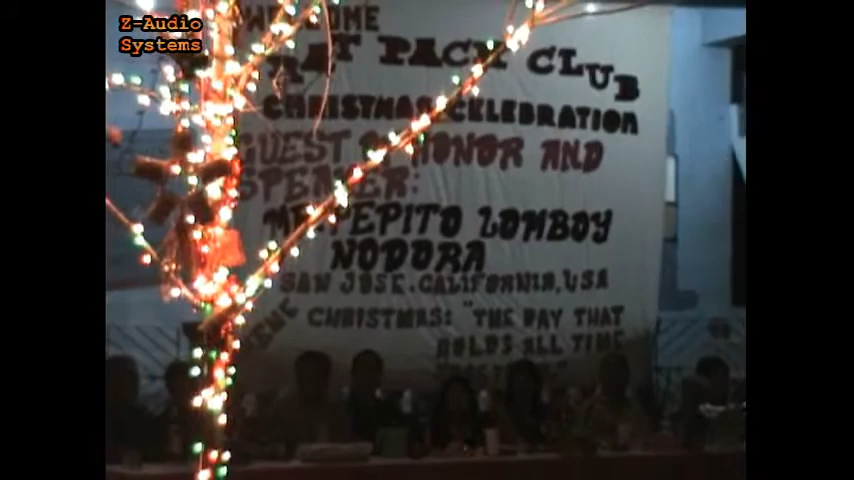 Z-Audio
Systems
WELCOME
RAT PACK CLUB
CHRISTMAS CELEBRATION
GUEST OF HONOR AND
SPEAKER:
MR. PEPITO LOMBOY
NODORA
SAN JOSE, CALIFORNIA, USA
CHRISTMAS: "THE DAY THAT
HOLDS ALL TIME